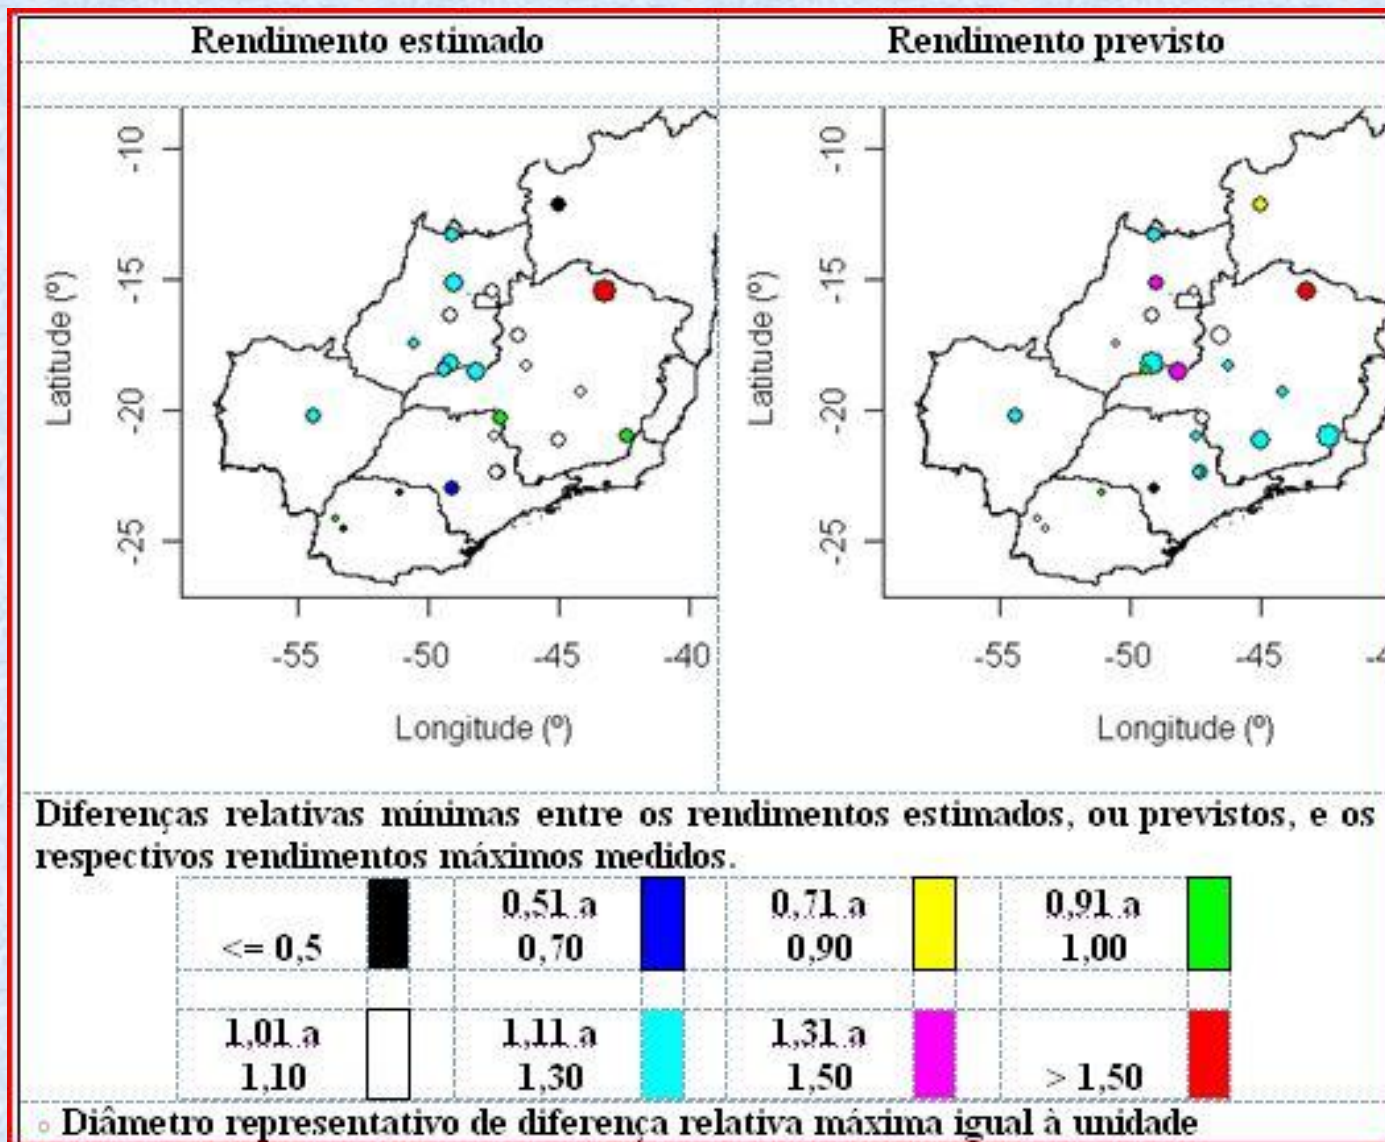 Rendimento estimado
Rendimento previsto
-10
-15
-20
-25
Latitude (º)
-55 -50 -45 -40
Longitude (º)
-10
-15
-20
-25
Latitude (º)
-55 -50 -45
Longitude (º)
Diferenças relativas mínimas entre os rendimentos estimados, ou previstos, e os
respectivos rendimentos máximos medidos.
<= 0,5
0,51 a
0,70
0,71 a
0,90
0,91 a
1,00
1,01 a
1,10
1,11 a
1,30
1,31 a
1,50
> 1,50
Diâmetro representativo de diferença relativa máxima igual à unidade